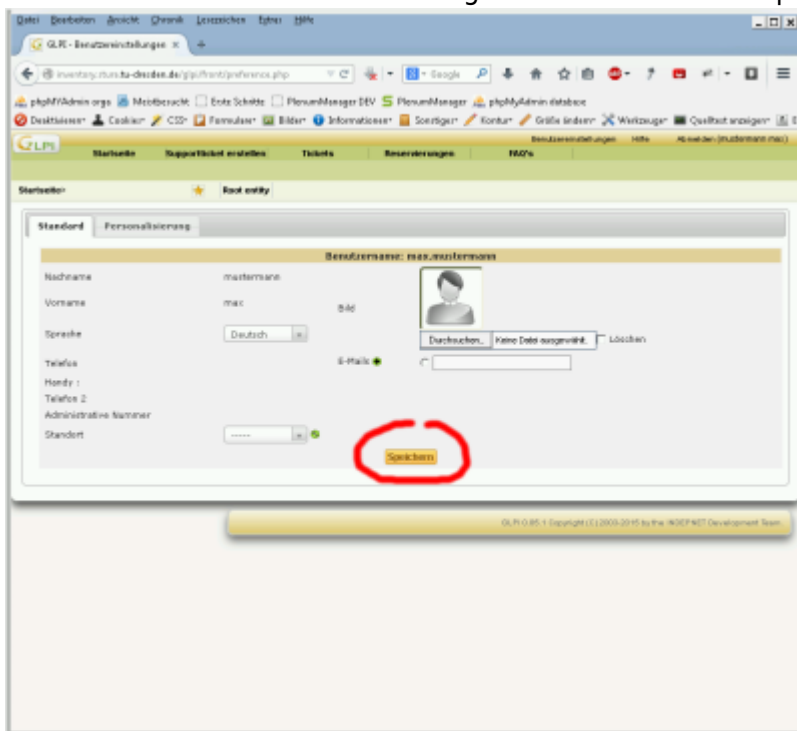 Datei Bearbeiten Ansicht Chronik Lesezeichen Extras Hilfe
GLPI - Benutzereinstellungen
inventory.stura.tu-dresden.de/glpi/front/preference.php
Google
phpMyAdmin orga Meistbesucht Erste Schritte PlenumManager DEV PlenumManager phpMyAdmin database
Deaktivieren Cookies CSS Formulare Bilder Informationen Sonstiges Kontur Größe ändern Werkzeuge Quelltext anzeigen
GLPI
Benutzereinstellungen Hilfe Abmelden (mustermann max)
Startseite Supportticket erstellen Tickets Reservierungen FAQ's
Startseite> Root entity
Standard Personalisierung
Benutzername: max.mustermann
Nachname mustermann
Vorname max Bild
Sprache Deutsch Durchsuchen… Keine Datei ausgewählt. Löschen
Telefon E-Mails
Handy :
Telefon 2
Administrative Nummer
Standort -----
Speichern
GLPI 0.85.1 Copyright (C) 2003-2015 by the INDEPNET Development Team.